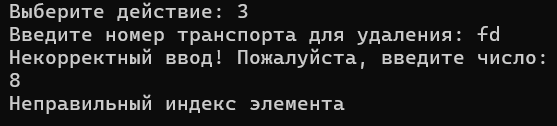 Выберите действие: 3
Введите номер транспорта для удаления: fd
Некорректный ввод! Пожалуйста, введите число:
8
Неправильный индекс элемента